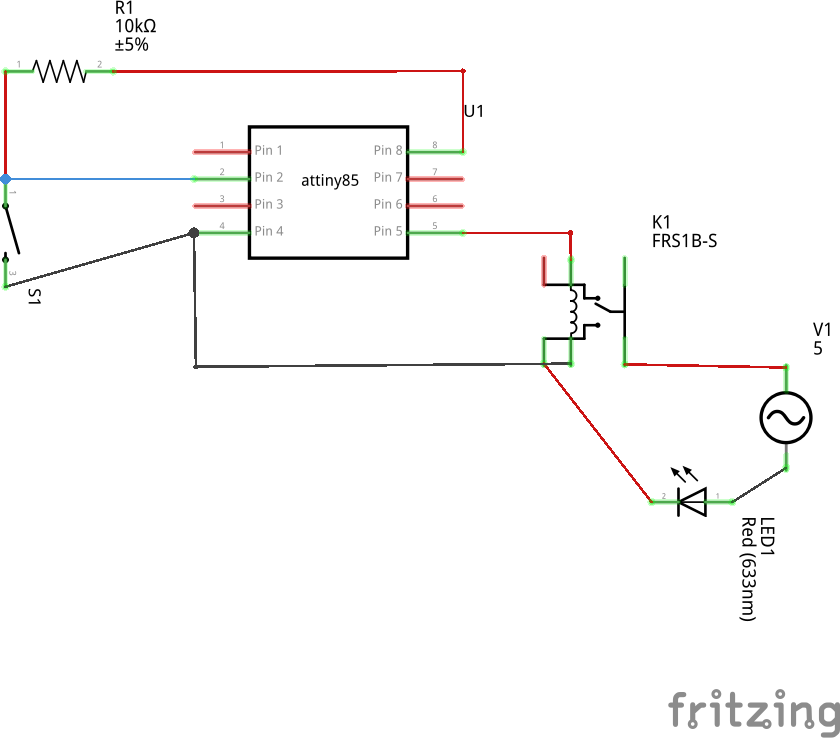 R1
10kΩ
±5%
1
2
U1
1
Pin 1
Pin 8
8
2
Pin 2
attiny85
Pin 7
7
3
Pin 3
Pin 6
6
4
Pin 4
Pin 5
5
1
3
S1
K1
FRS1B-S
V1
5
2
1
LED1
Red (633nm)
fritzing